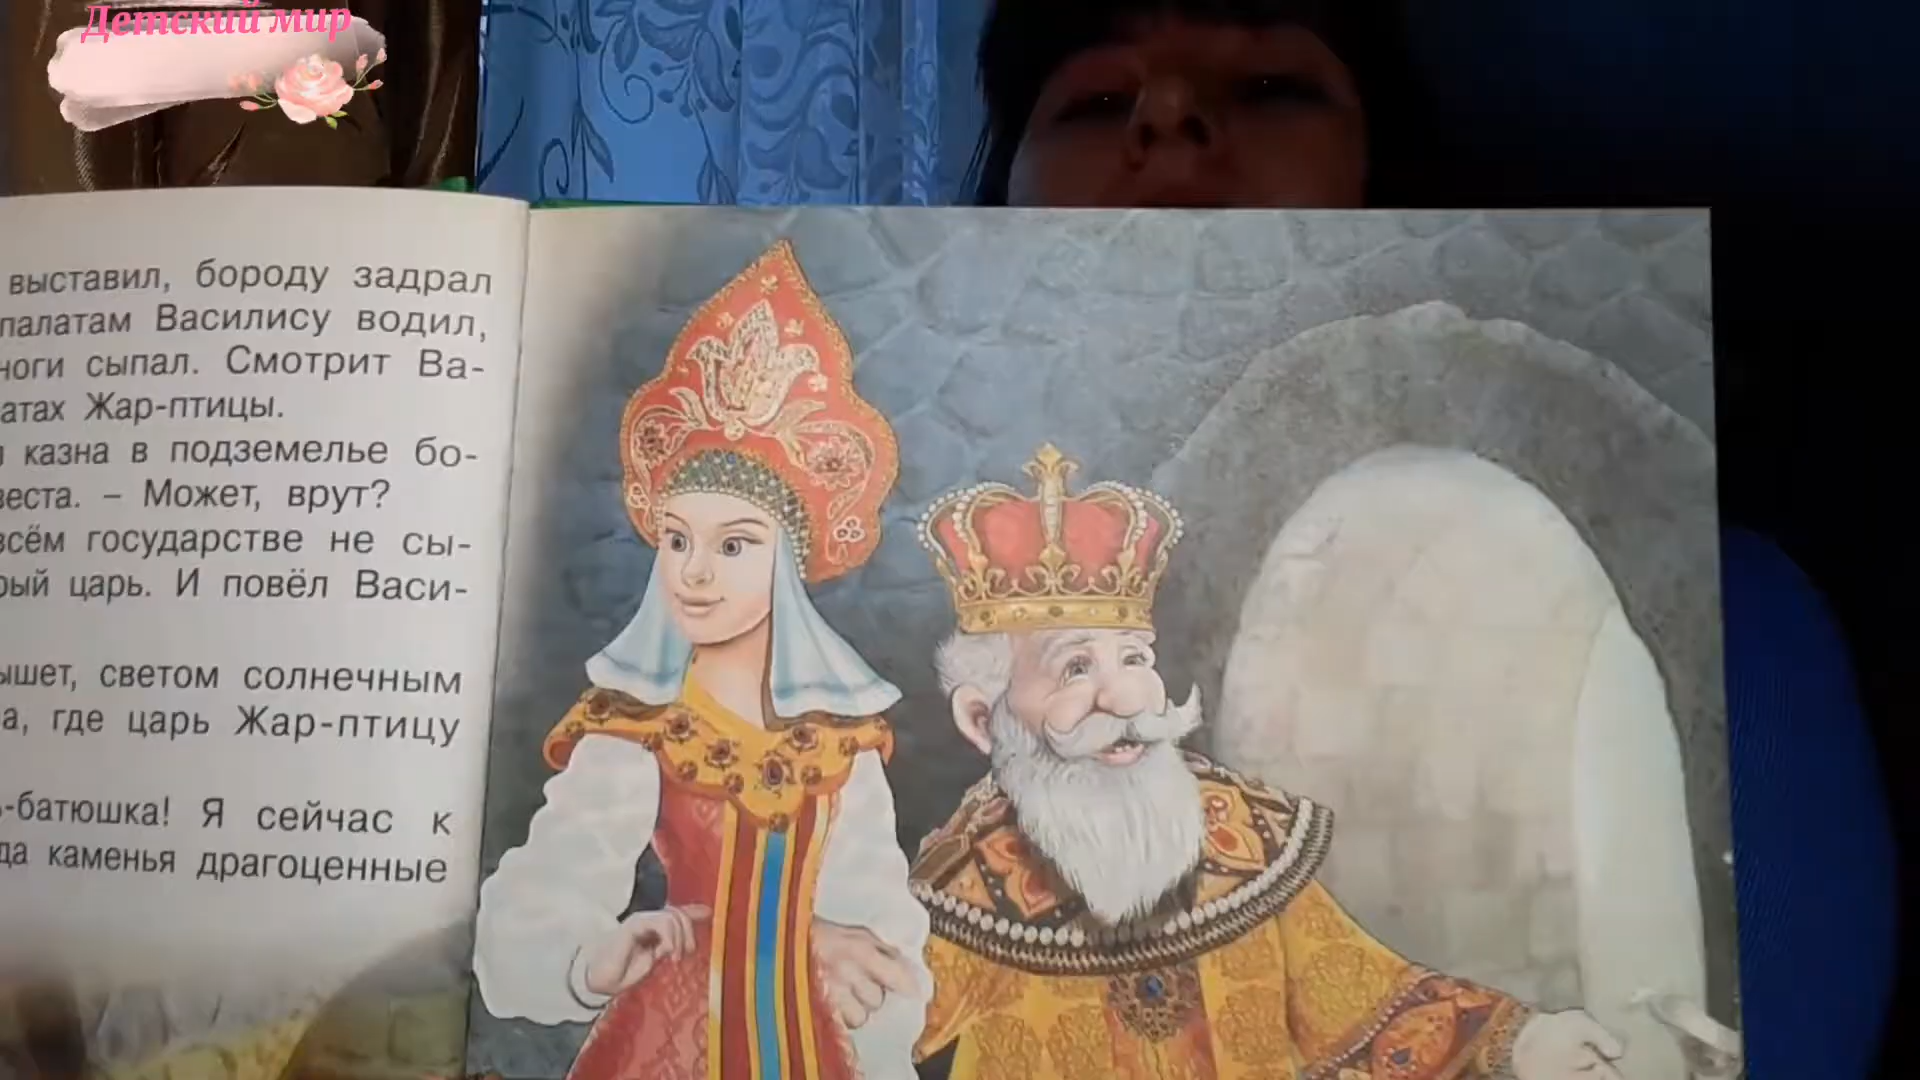 Детский мир
выставил, бороду задрал
палатам Василису водил,
ноги сыпал. Смотрит Ва-
атах Жар-птицы.
казна в подземелье бо-
веста. – Может, врут?
всём государстве не сы-
рый царь. И повёл Васи-
ышет, светом солнечным
а, где царь Жар-птицу
ь-батюшка! Я сейчас к
да каменья драгоценные